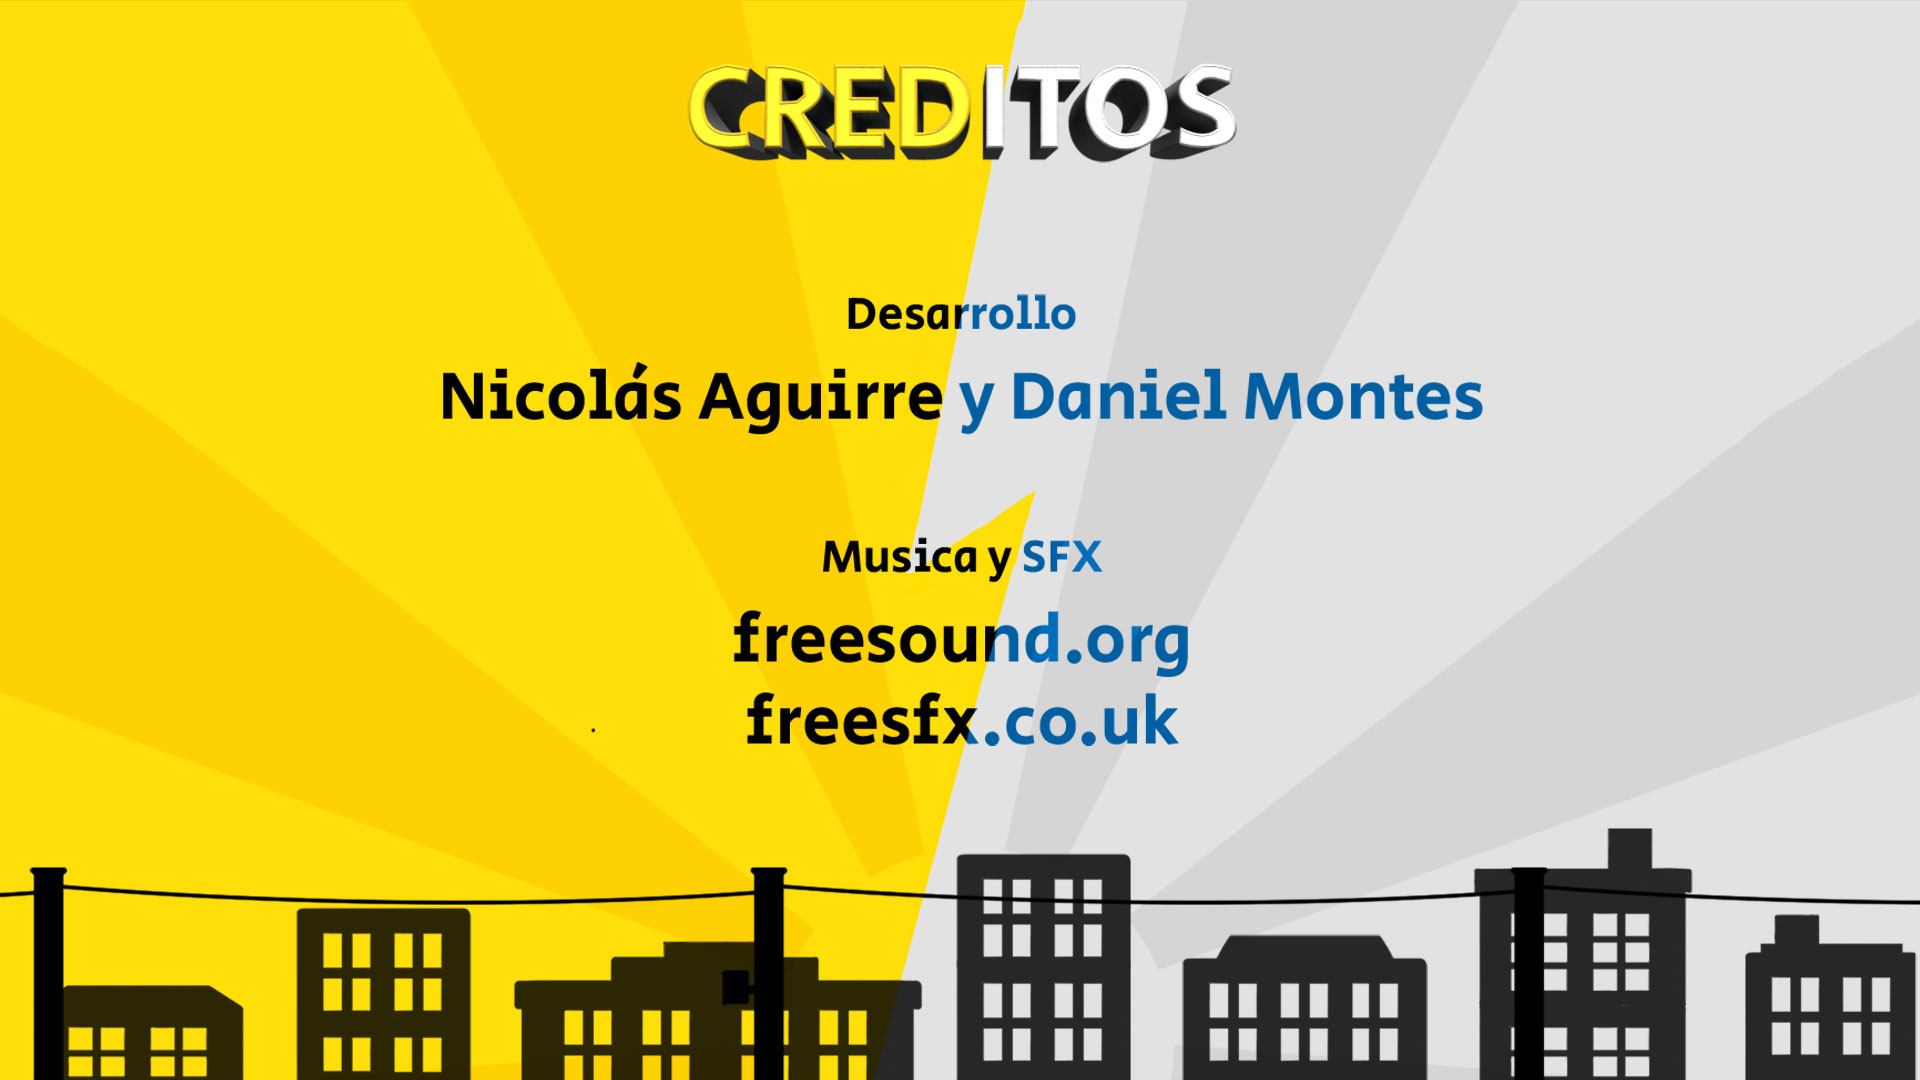 CREDITOS
Desarrollo
Nicolás Aguirre y Daniel Montes
Musica y SFX
freesound.org
freesfx.co.uk